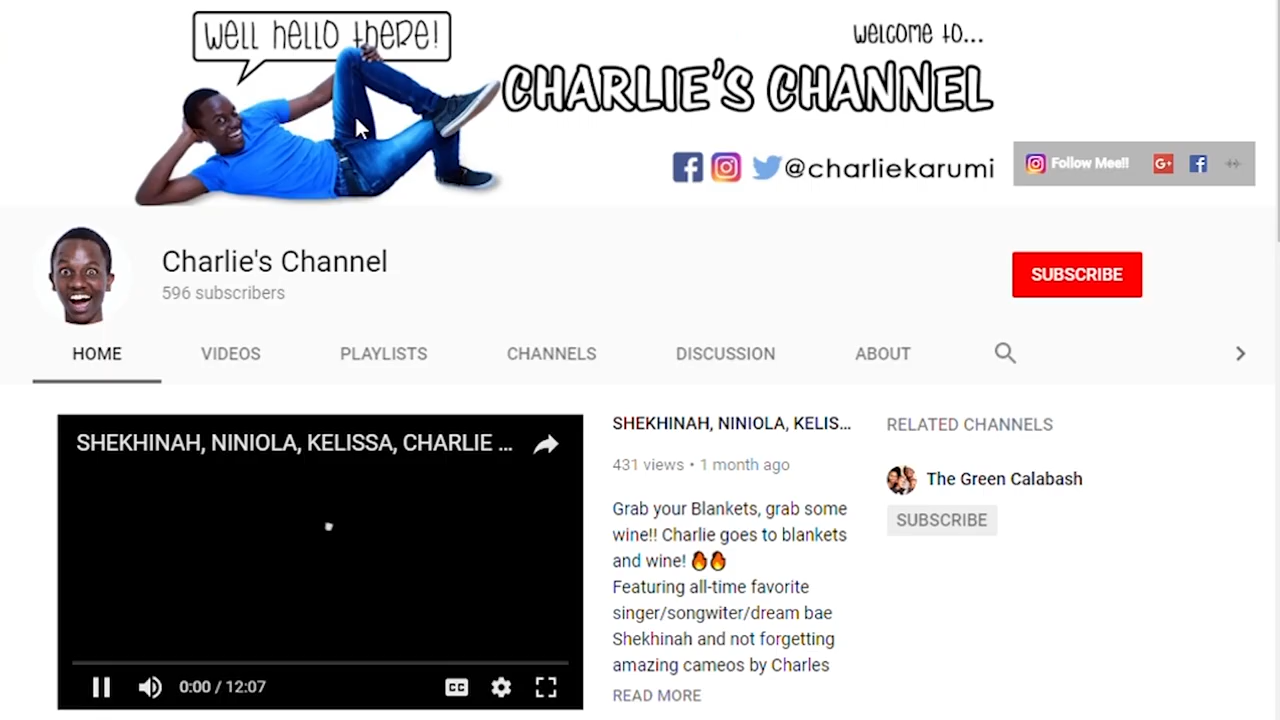 WELL HELLO THERE!
WELCOME TO...
CHARLIE'S CHANNEL
@charliekarumi
Follow Mee!!
G+
Charlie's Channel
596 subscribers
SUBSCRIBE
HOME
VIDEOS
PLAYLISTS
CHANNELS
DISCUSSION
ABOUT
SHEKHINAH, NINIOLA, KELISSA, CHARLIE ...
0:00 / 12:07
CC
SHEKHINAH, NINIOLA, KELIS...
431 views • 1 month ago
Grab your Blankets, grab some
wine!! Charlie goes to blankets
and wine! 🔥🔥
Featuring all-time favorite
singer/songwiter/dream bae
Shekhinah and not forgetting
amazing cameos by Charles
READ MORE
RELATED CHANNELS
The Green Calabash
SUBSCRIBE